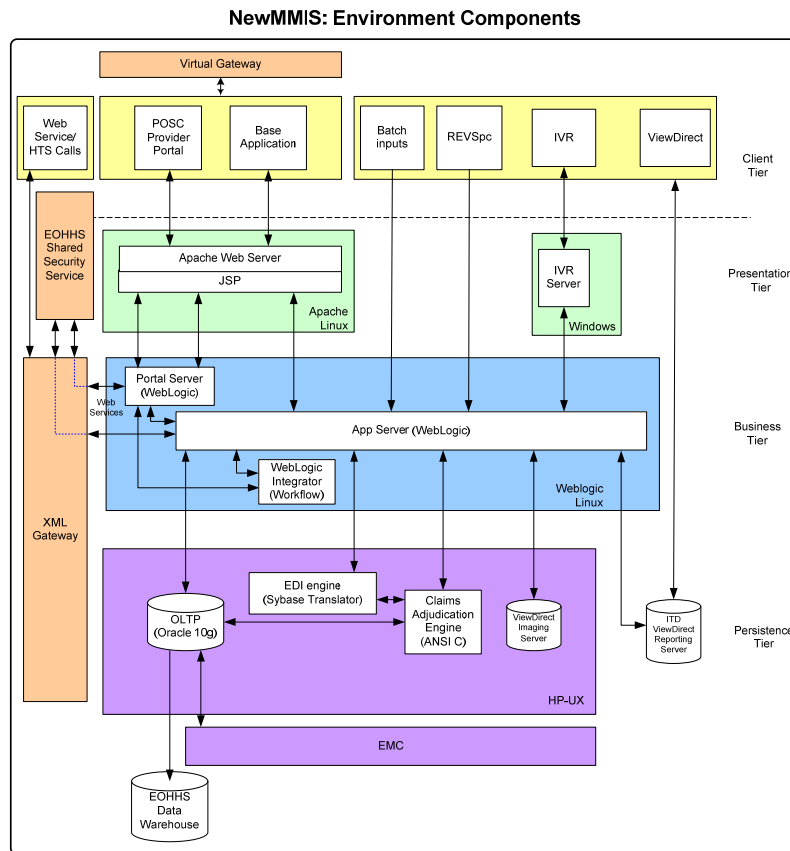 NewMMIS: Environment Components
Virtual Gateway
Web
Service/
HTS Calls
POSC
Provider
Portal
Base
Application
Batch
inputs
REVSpc
IVR
ViewDirect
Client
Tier
EOHHS
Shared
Security
Service
Apache Web Server
JSP
Apache
Linux
IVR
Server
Windows
Presentation
Tier
Portal Server
(WebLogic)
Web
Services
App Server (WebLogic)
Business
Tier
WebLogic
Integrator
(Workflow)
Weblogic
Linux
XML
Gateway
EDI engine
(Sybase Translator)
OLTP
(Oracle 10g)
Claims
Adjudication
Engine
(ANSI C)
ViewDirect
Imaging
Server
ITD
ViewDirect
Reporting
Server
Persistence
Tier
HP-UX
EMC
EOHHS
Data
Warehouse